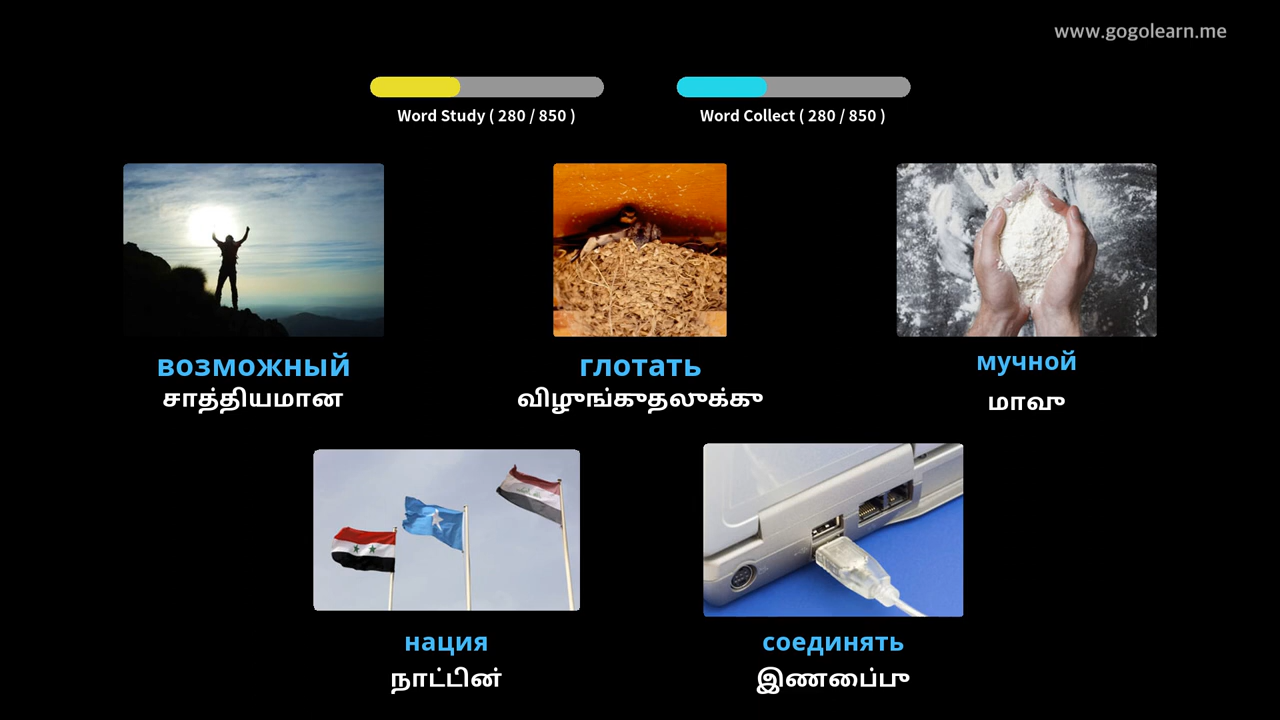 www.gogolearn.me
Word Study ( 280 / 850 )
Word Collect ( 280 / 850 )
возможный
சாத்தியமான
глотать
விழுங்குதலுக்கு
мучной
மாவு
нация
நாட்டின்
соединять
இணைப்பு